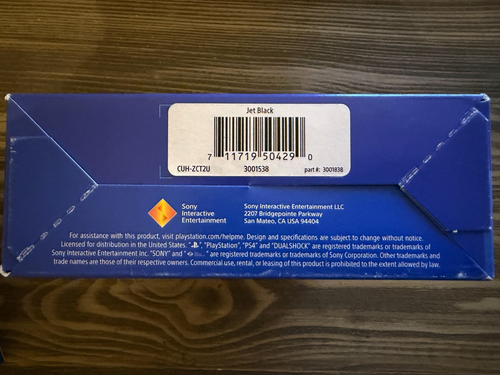 Jet Black
7 11719 50429 0
CUH-ZCT2U 3001538 part #: 3001838
Sony
Interactive
Entertainment
Sony Interactive Entertainment LLC
2207 Bridgepointe Parkway
San Mateo, CA USA 94404
For assistance with this product, visit playstation.com/helpme. Design and specifications are subject to change without notice.
Licensed for distribution in the United States. " ", "PlayStation", "PS4" and "DUALSHOCK" are registered trademarks or trademarks of
Sony Interactive Entertainment Inc. "SONY" and " " are registered trademarks or trademarks of Sony Corporation. Other trademarks and
trade names are those of their respective owners. Commercial use, rental, or leasing of this product is prohibited to the extent allowed by law.